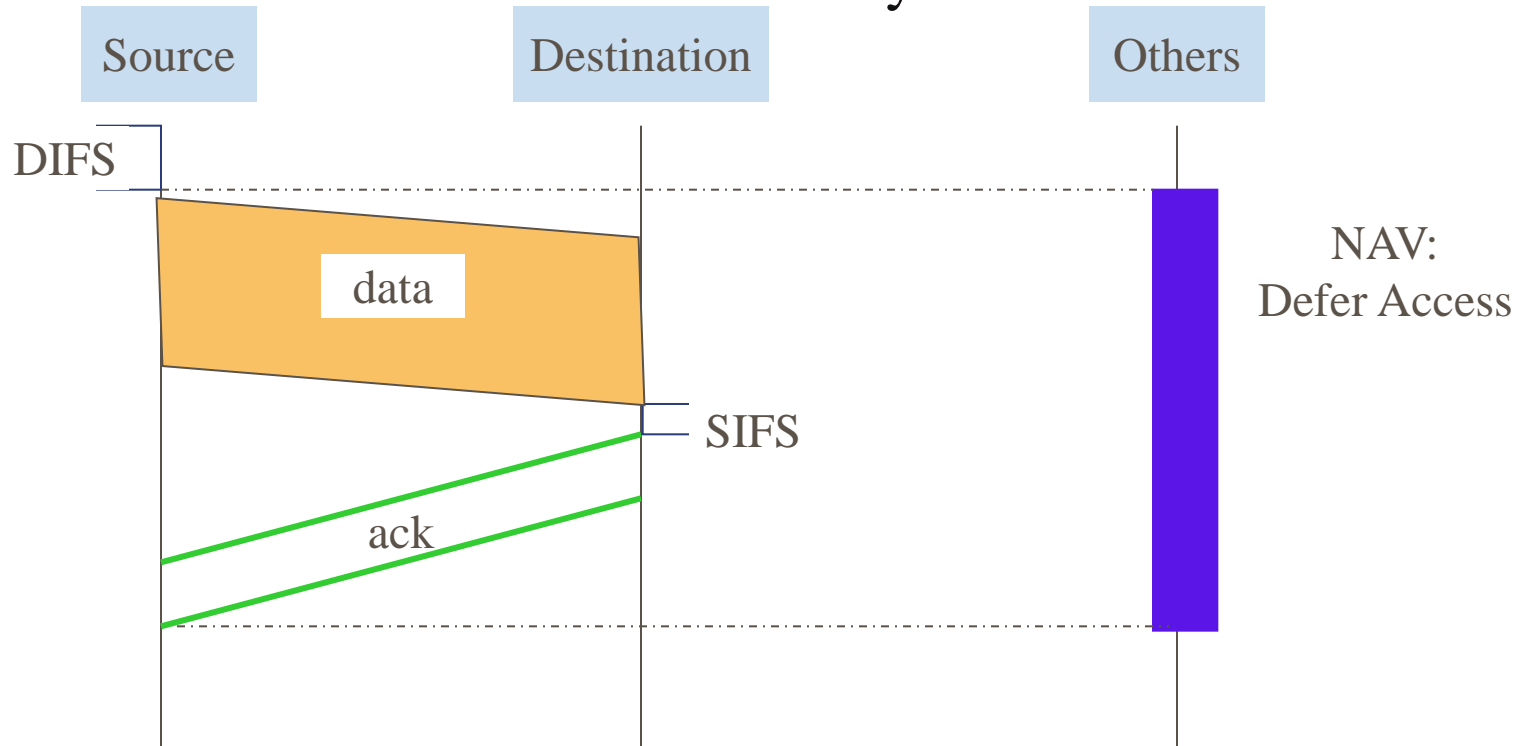 Source
Destination
Others
DIFS
data
NAV:
Defer Access
SIFS
ack